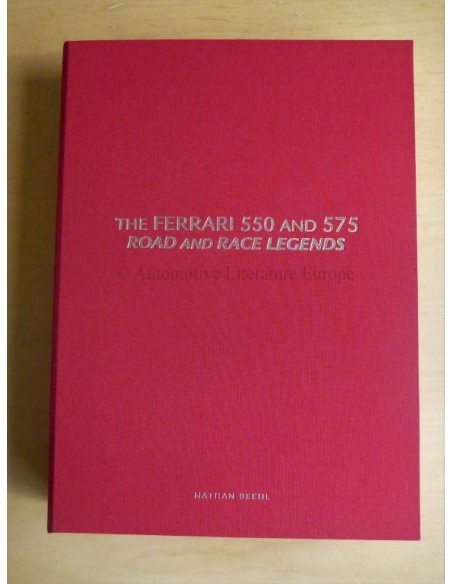 THE FERRARI 550 AND 575
ROAD AND RACE LEGENDS
© Automotive Literature Europe
NATHAN BEEHL